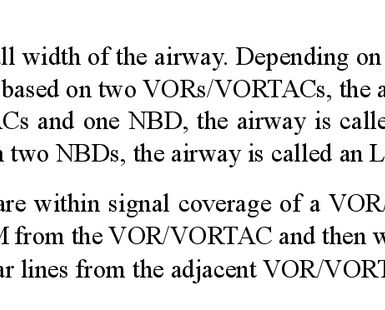 ll width of the airway. Depending on
based on two VORs/VORTACs, the a
Cs and one NBD, the airway is calle
two NBDs, the airway is called an L
are within signal coverage of a VOR/
M from the VOR/VORTAC and then w
ar lines from the adjacent VOR/VORT